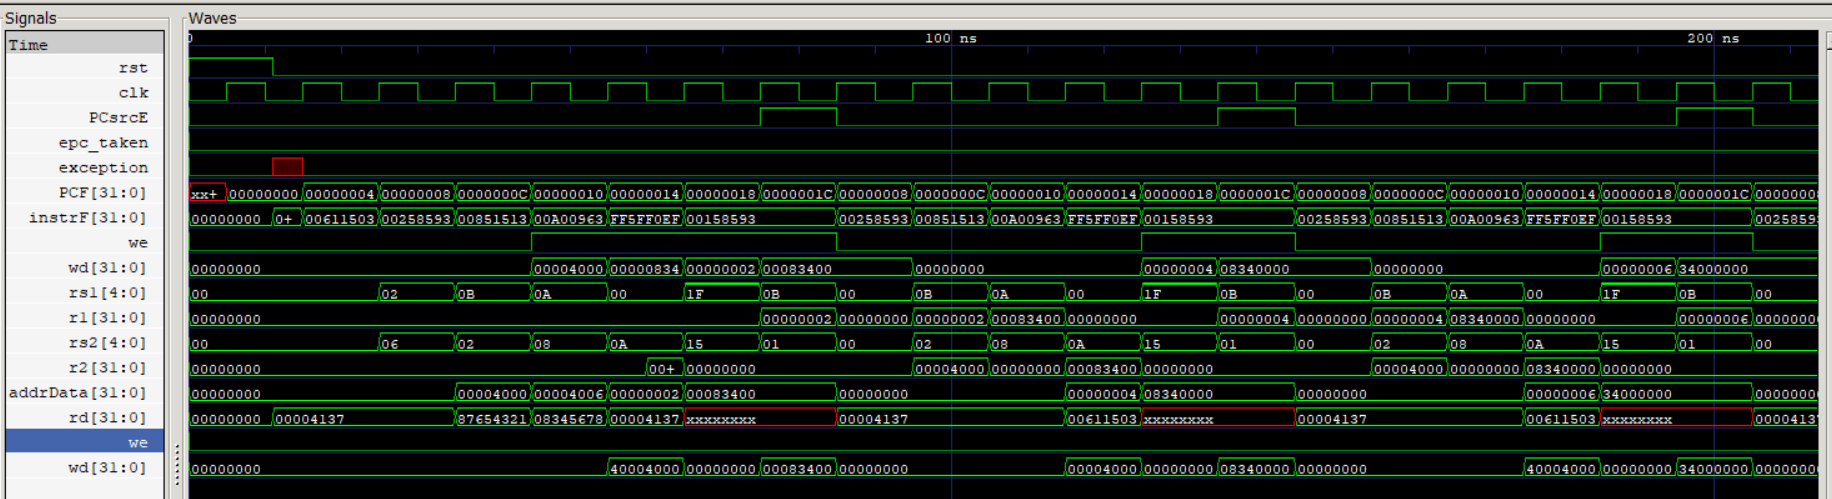 Signals Waves
Time 0 100 ns 200 ns
rst
clk
PCsrcE
epc_taken
exception
PCF[31:0] xx+ 00000000 00000004 00000008 0000000C 00000010 00000014 00000018 0000001C 00000008 0000000C 00000010 00000014 00000018 0000001C 00000008 0000000C 00000010 00000014 00000018 0000001C 00000008
instrF[31:0] 00000000 0+ 00611503 00258593 00851513 00A00963 FF5FF0EF 00158593 00258593 00851513 00A00963 FF5FF0EF 00158593 00258593 00851513 00A00963 FF5FF0EF 00158593 0025859
we
wd[31:0] 00000000 00004000 00000834 00000002 00083400 00000000 00000004 08340000 00000000 00000006 34000000
rs1[4:0] 00 02 0B 0A 00 1F 0B 00 0B 0A 00 1F 0B 00 0B 0A 00 1F 0B 00
r1[31:0] 00000000 00000002 00000000 00000002 00083400 00000000 00000004 00000000 00000004 08340000 00000000 00000006 0000000
rs2[4:0] 00 06 02 08 0A 15 01 00 02 08 0A 15 01 00 02 08 0A 15 01 00
r2[31:0] 00000000 00+ 00000000 00004000 00000000 00083400 00000000 00004000 00000000 08340000 00000000
addrData[31:0] 00000000 00004000 00004006 00000002 00083400 00000000 00000004 08340000 00000000 00000006 34000000 0000000
rd[31:0] 00000000 00004137 87654321 08345678 00004137 xxxxxxxx 00004137 00611503 xxxxxxxx 00004137 00611503 xxxxxxxx 0000413
we
wd[31:0] 00000000 40004000 00000000 00083400 00000000 00004000 00000000 08340000 00000000 40004000 00000000 34000000 0000000